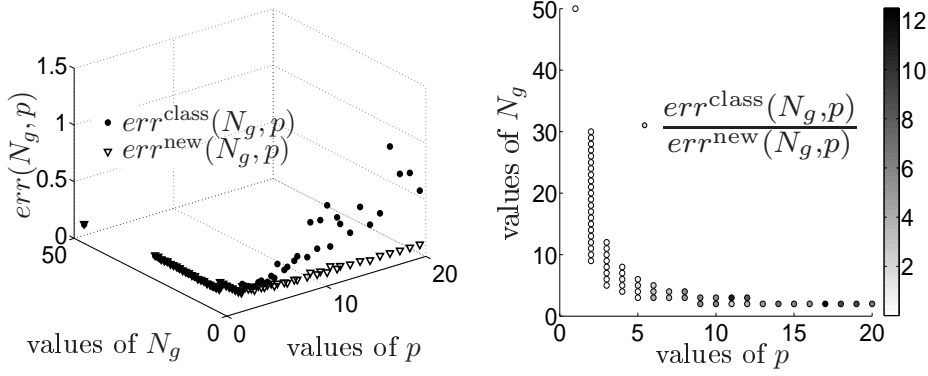 1.5
1
0.5
0
50
0
0
10
20
err(N_g, p)
values of N_g
values of p
err^class(N_g, p)
err^new(N_g, p)
50
40
30
20
10
0
0
5
10
15
20
values of N_g
values of p
err^class(N_g,p)
err^new(N_g,p)
12
10
8
6
4
2